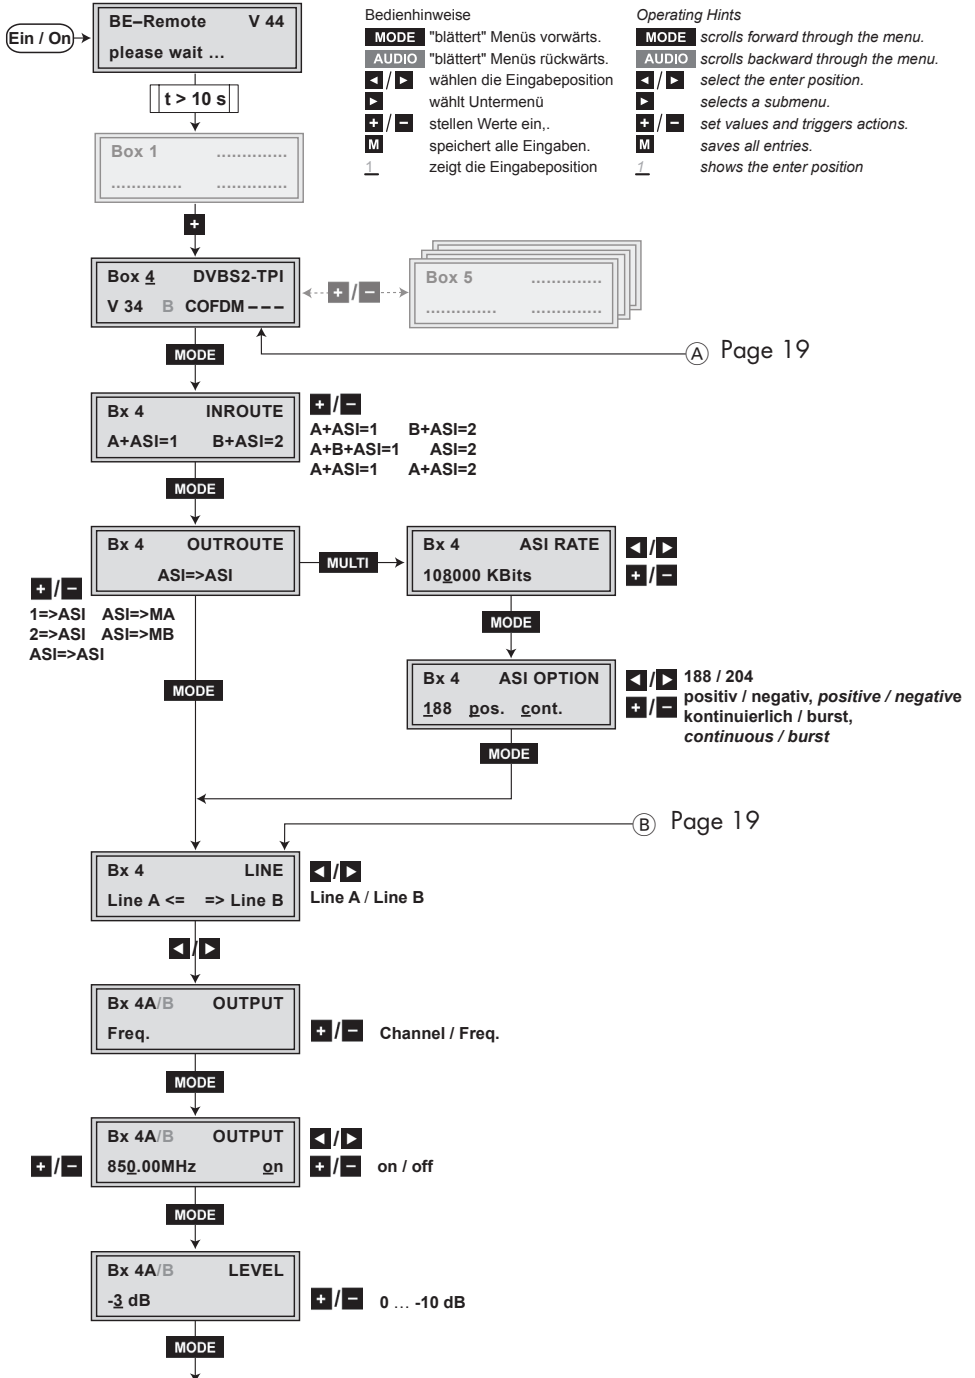 Ein / On
BE–Remote V 44
please wait ...
t > 10 s
Box 1 ..............
.............. ..............
+
Bedienhinweise
MODE "blättert" Menüs vorwärts.
AUDIO "blättert" Menüs rückwärts.
◄ / ► wählen die Eingabeposition
► wählt Untermenü
+ / − stellen Werte ein,.
M speichert alle Eingaben.
1 zeigt die Eingabeposition
Operating Hints
MODE scrolls forward through the menu.
AUDIO scrolls backward through the menu.
◄ / ► select the enter position.
► selects a submenu.
+ / − set values and triggers actions.
M saves all entries.
1 shows the enter position
Box 4 DVBS2-TPI
V 34 B COFDM – – –
+ / −
Box 5 ..............
.............. ..............
A Page 19
MODE
Bx 4 INROUTE
A+ASI=1 B+ASI=2
+ / −
A+ASI=1 B+ASI=2
A+B+ASI=1 ASI=2
A+ASI=1 A+ASI=2
MODE
Bx 4 OUTROUTE
ASI=>ASI
+ / −
1=>ASI ASI=>MA
2=>ASI ASI=>MB
ASI=>ASI
MULTI
Bx 4 ASI RATE
108000 KBits
◄ / ►
+ / −
MODE
Bx 4 ASI OPTION
188 pos. cont.
◄ / ► 188 / 204
positiv / negativ, positive / negative
+ / − kontinuierlich / burst,
continuous / burst
MODE
MODE
B Page 19
Bx 4 LINE
Line A <= => Line B
◄ / ►
Line A / Line B
◄ / ►
Bx 4A/B OUTPUT
Freq.
+ / − Channel / Freq.
MODE
Bx 4A/B OUTPUT
850.00MHz on
+ / −
◄ / ►
+ / − on / off
MODE
Bx 4A/B LEVEL
-3 dB
+ / − 0 ... -10 dB
MODE